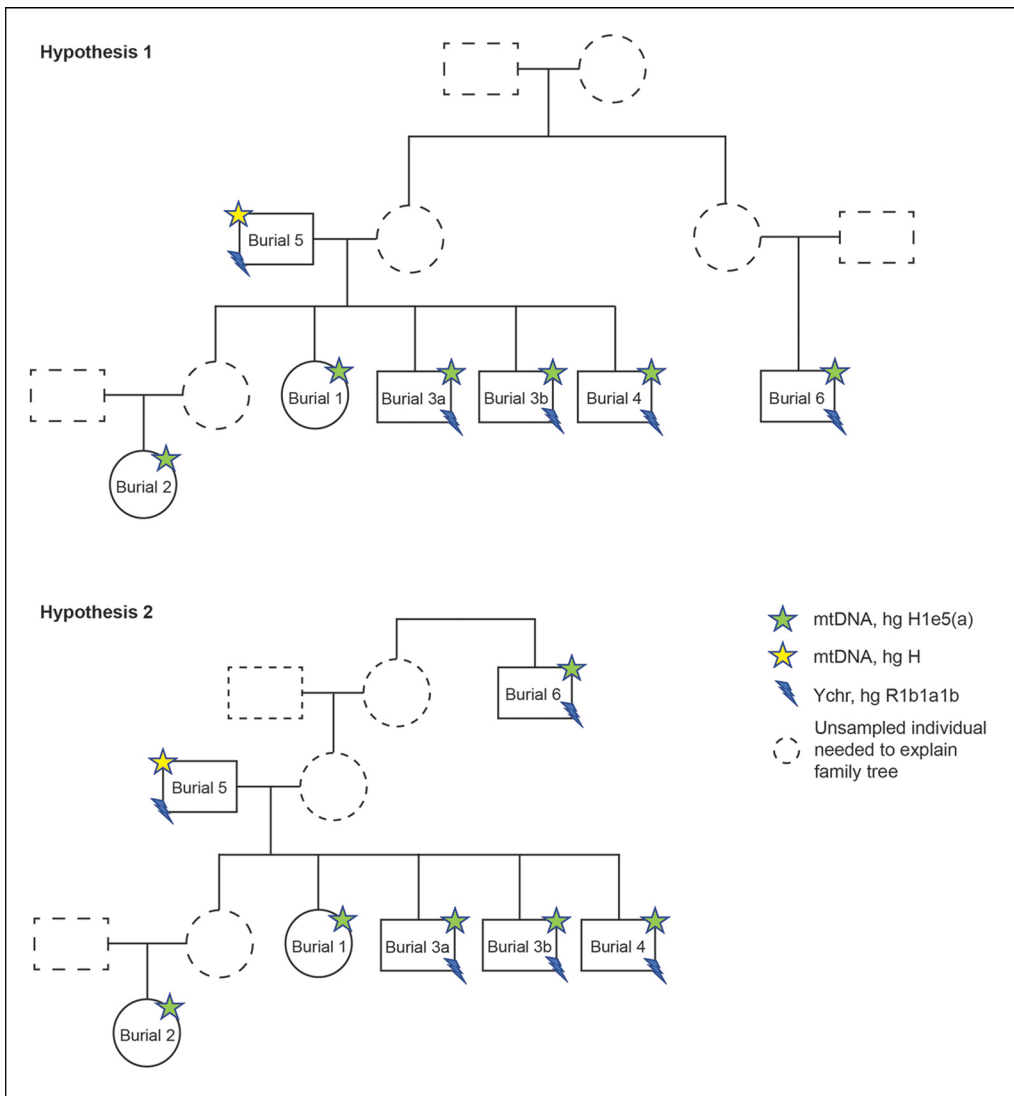 Hypothesis 1
Burial 5
Burial 1
Burial 3a
Burial 3b
Burial 4
Burial 6
Burial 2
Hypothesis 2
mtDNA, hg H1e5(a)
mtDNA, hg H
Ychr, hg R1b1a1b
Unsampled individual
needed to explain
family tree
Burial 6
Burial 5
Burial 1
Burial 3a
Burial 3b
Burial 4
Burial 2